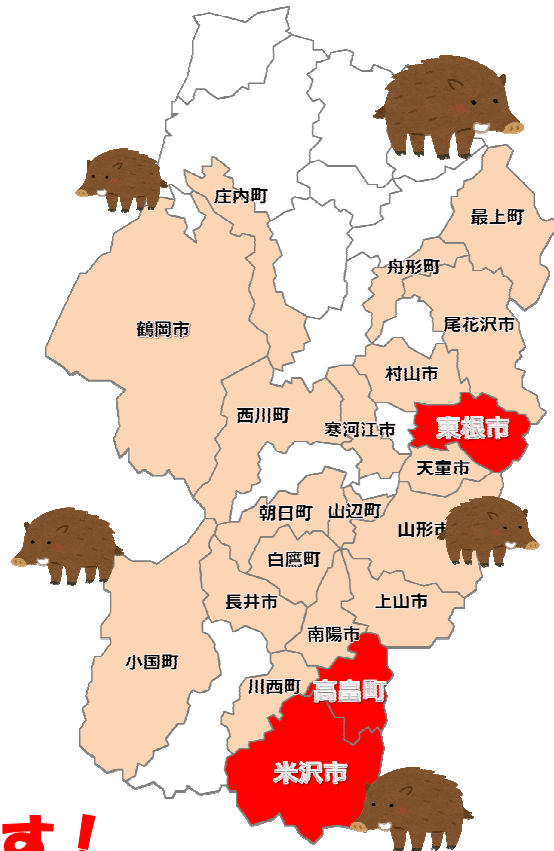 庄内町
最上町
舟形町
鶴岡市
尾花沢市
村山市
西川町
寒河江市
東根市
天童市
朝日町
山辺町
山形市
白鷹町
長井市
上山市
南陽市
小国町
川西町
高畠町
米沢市
す!